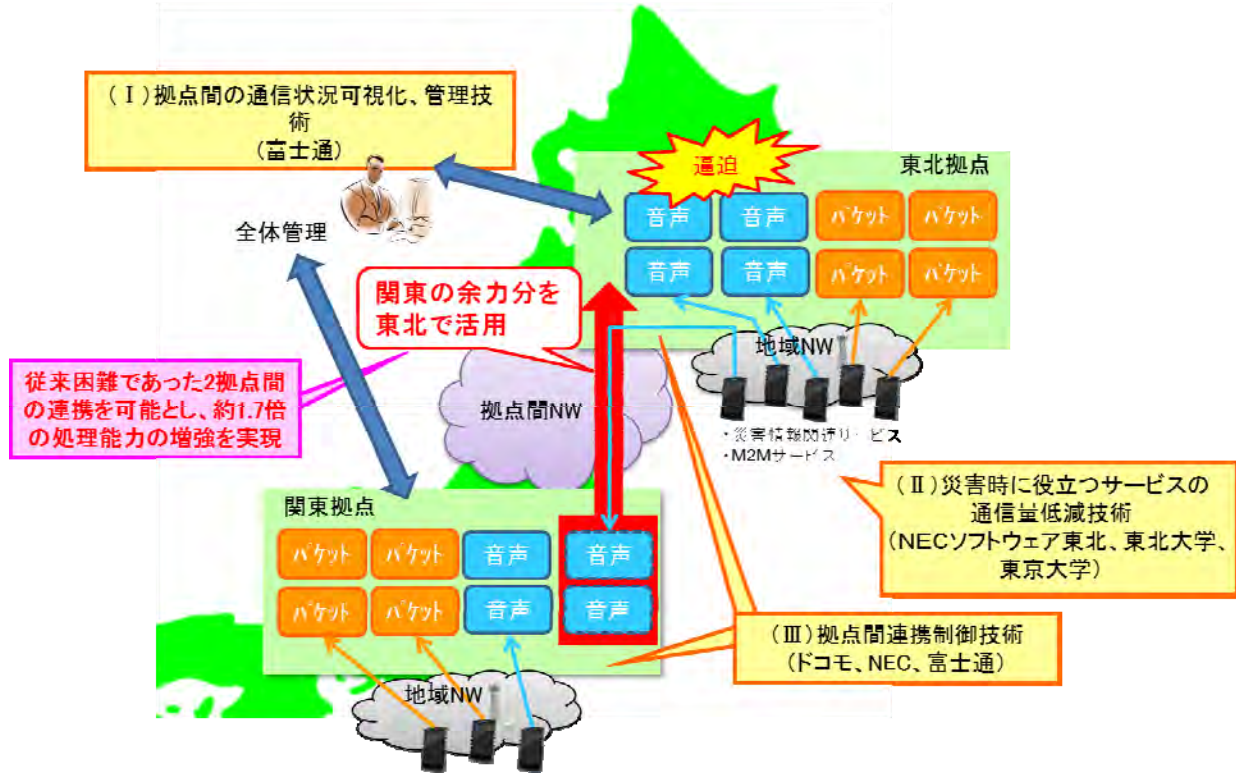 (Ⅰ)拠点間の通信状況可視化、管理技
術
(富士通)
逼迫
東北拠点
音声
音声
パケット
パケット
音声
音声
パケット
パケット
全体管理
関東の余力分を
東北で活用
地域NW
従来困難であった2拠点間
の連携を可能とし、約1.7倍
の処理能力の増強を実現
拠点間NW
・災害情報関連サービス
・M2Mサービス
(Ⅱ)災害時に役立つサービスの
通信量低減技術
(NECソフトウェア東北、東北大学、
東京大学)
関東拠点
パケット
パケット
音声
音声
パケット
パケット
音声
音声
(Ⅲ)拠点間連携制御技術
(ドコモ、NEC、富士通)
地域NW